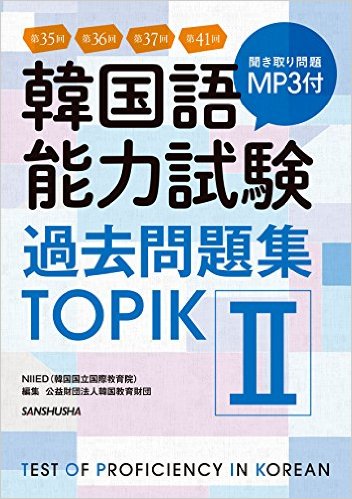 第35回 第36回 第37回 第41回
聞き取り問題
MP3付
韓国語
能力試験
過去問題集
TOPIK
II
NIIED(韓国国立国際教育院)
編集 公益財団法人韓国教育財団
SANSHUSHA
TEST OF PROFICIENCY IN KOREAN